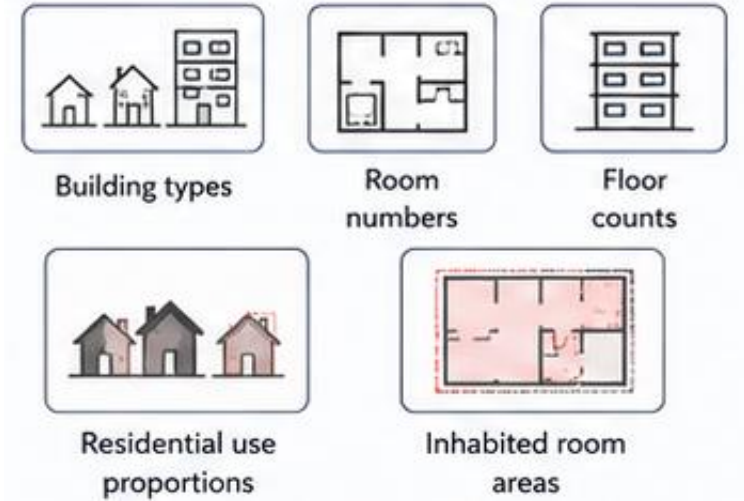 Building types
Room
numbers
Floor
counts
Residential use
proportions
Inhabited room
areas